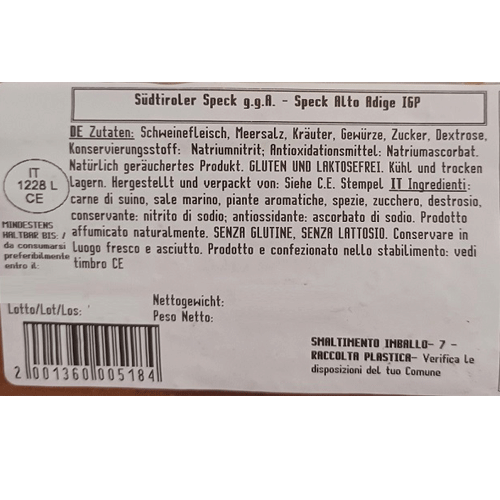 Südtiroler Speck g.g.A. - Speck Alto Adige IGP
DE Zutaten: Schweinefleisch, Meersalz, Kräuter, Gewürze, Zucker, Dextrose,
Konservierungsstoff: Natriumnitrit; Antioxidationsmittel: Natriumascorbat.
Natürlich geräuchertes Produkt. GLUTEN UND LAKTOSEFREI. Kühl und trocken
lagern. Hergestellt und verpackt von: Siehe C.E. Stempel IT Ingredienti:
carne di suino, sale marino, piante aromatiche, spezie, zucchero, destrosio,
conservante: nitrito di sodio; antiossidante: ascorbato di sodio. Prodotto
affumicato naturalmente. SENZA GLUTINE, SENZA LATTOSIO. Conservare in
luogo fresco e asciutto. Prodotto e confezionato nello stabilimento: vedi
timbro CE
IT
1228 L
CE
MINDESTENS
HALTBAR BIS: /
da consumarsi
preferibilmente
entro il:
Nettogewicht:
Peso Netto:
Lotto/Lot/Los:
2 001360 005184
SMALTIMENTO IMBALLO- 7 -
RACCOLTA PLASTICA- Verifica le
disposizioni del tuo Comune